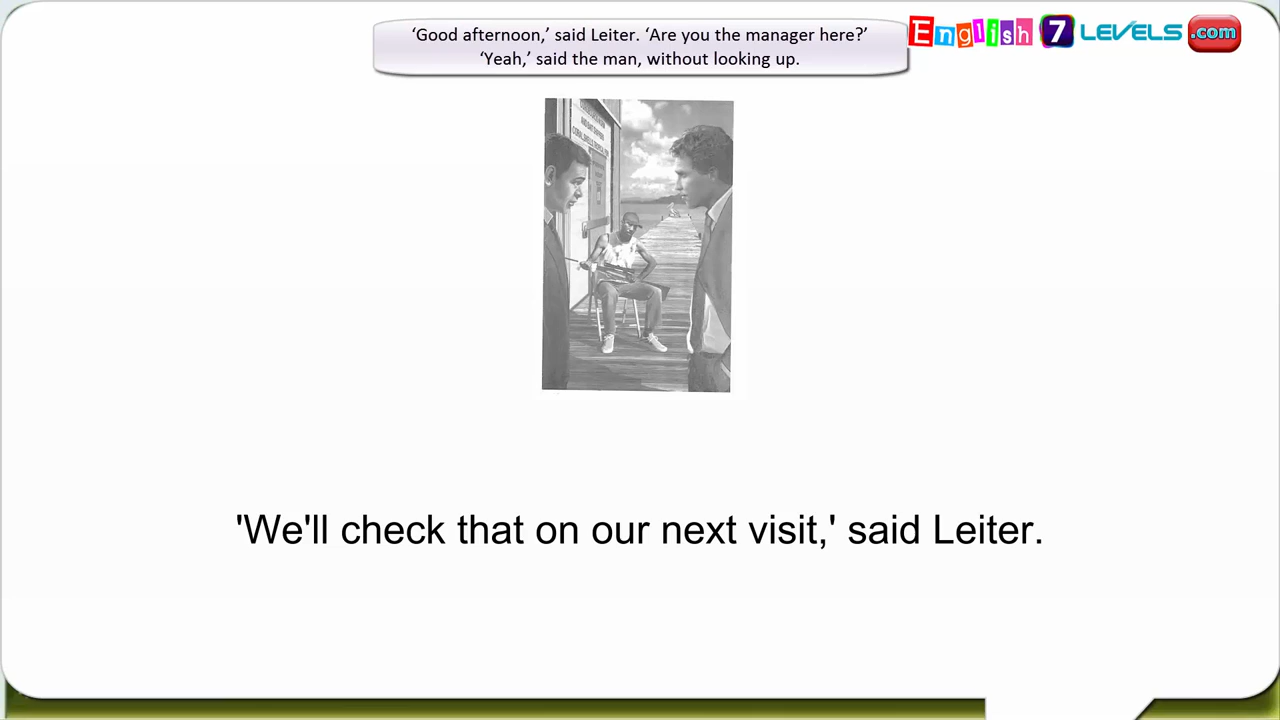 ‘Good afternoon,’ said Leiter. ‘Are you the manager here?’
‘Yeah,’ said the man, without looking up.
English 7 LEVELS .com
'We'll check that on our next visit,' said Leiter.